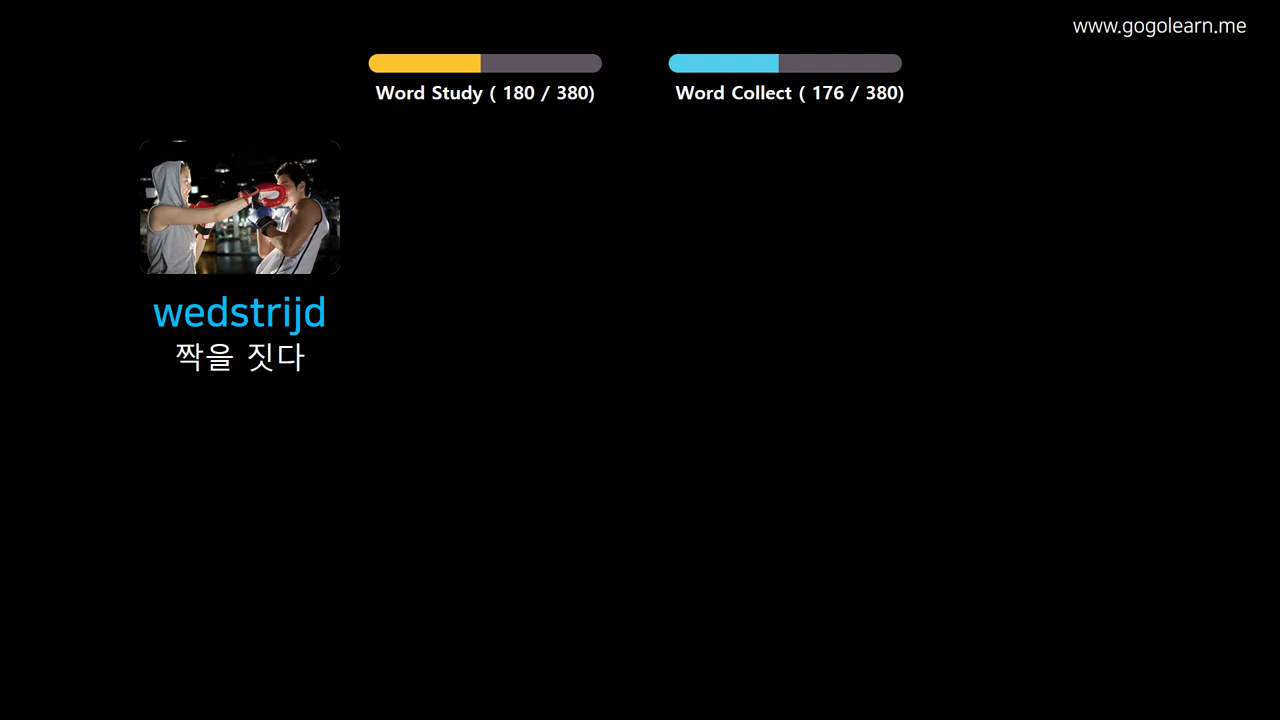 www.gogolearn.me
Word Study ( 180 / 380)
Word Collect ( 176 / 380)
wedstrijd
짝을 짓다